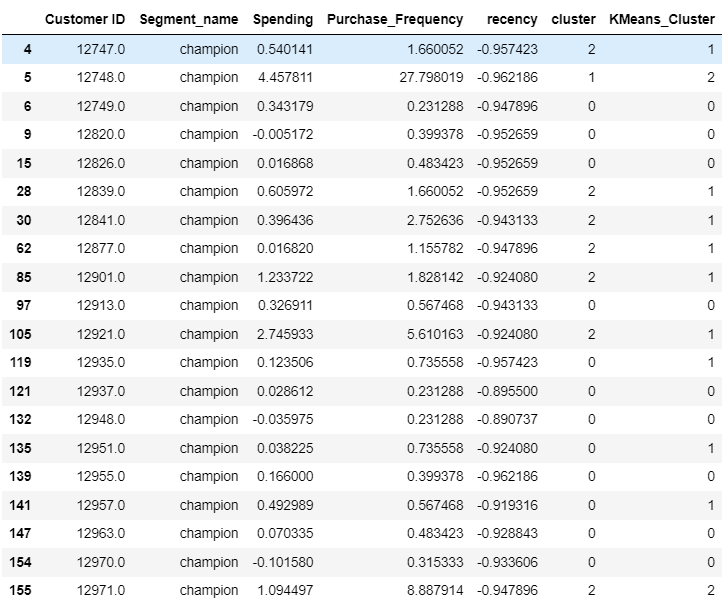 Customer ID Segment_name Spending Purchase_Frequency recency cluster KMeans_Cluster
4 12747.0 champion 0.540141 1.660052 -0.957423 2 1
5 12748.0 champion 4.457811 27.798019 -0.962186 1 2
6 12749.0 champion 0.343179 0.231288 -0.947896 0 0
9 12820.0 champion -0.005172 0.399378 -0.952659 0 0
15 12826.0 champion 0.016868 0.483423 -0.952659 0 0
28 12839.0 champion 0.605972 1.660052 -0.952659 2 1
30 12841.0 champion 0.396436 2.752636 -0.943133 2 1
62 12877.0 champion 0.016820 1.155782 -0.947896 2 1
85 12901.0 champion 1.233722 1.828142 -0.924080 2 1
97 12913.0 champion 0.326911 0.567468 -0.943133 0 0
105 12921.0 champion 2.745933 5.610163 -0.924080 2 1
119 12935.0 champion 0.123506 0.735558 -0.957423 0 1
121 12937.0 champion 0.028612 0.231288 -0.895500 0 0
132 12948.0 champion -0.035975 0.231288 -0.890737 0 0
135 12951.0 champion 0.038225 0.735558 -0.924080 0 1
139 12955.0 champion 0.166000 0.399378 -0.962186 0 0
141 12957.0 champion 0.492989 0.567468 -0.919316 0 1
147 12963.0 champion 0.070335 0.483423 -0.928843 0 0
154 12970.0 champion -0.101580 0.315333 -0.933606 0 0
155 12971.0 champion 1.094497 8.887914 -0.947896 2 2